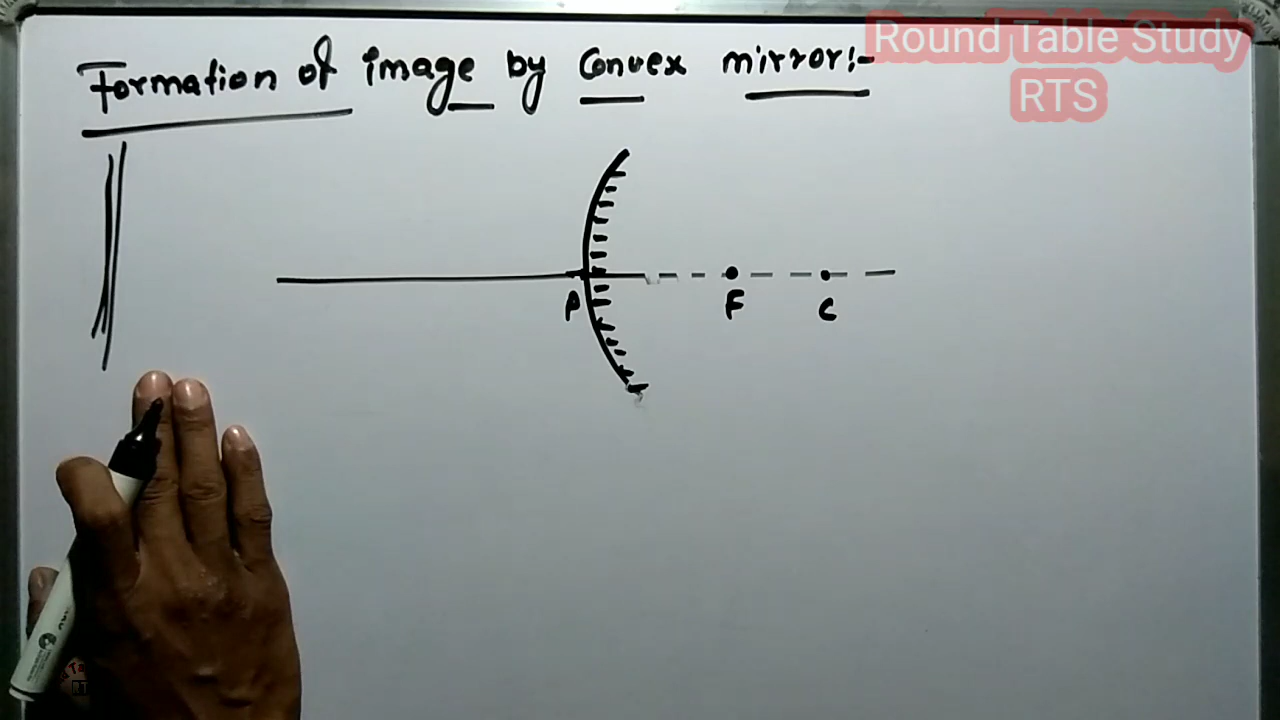 Formation of image by Convex mirror:-
Round Table Study
RTS
P
F
C